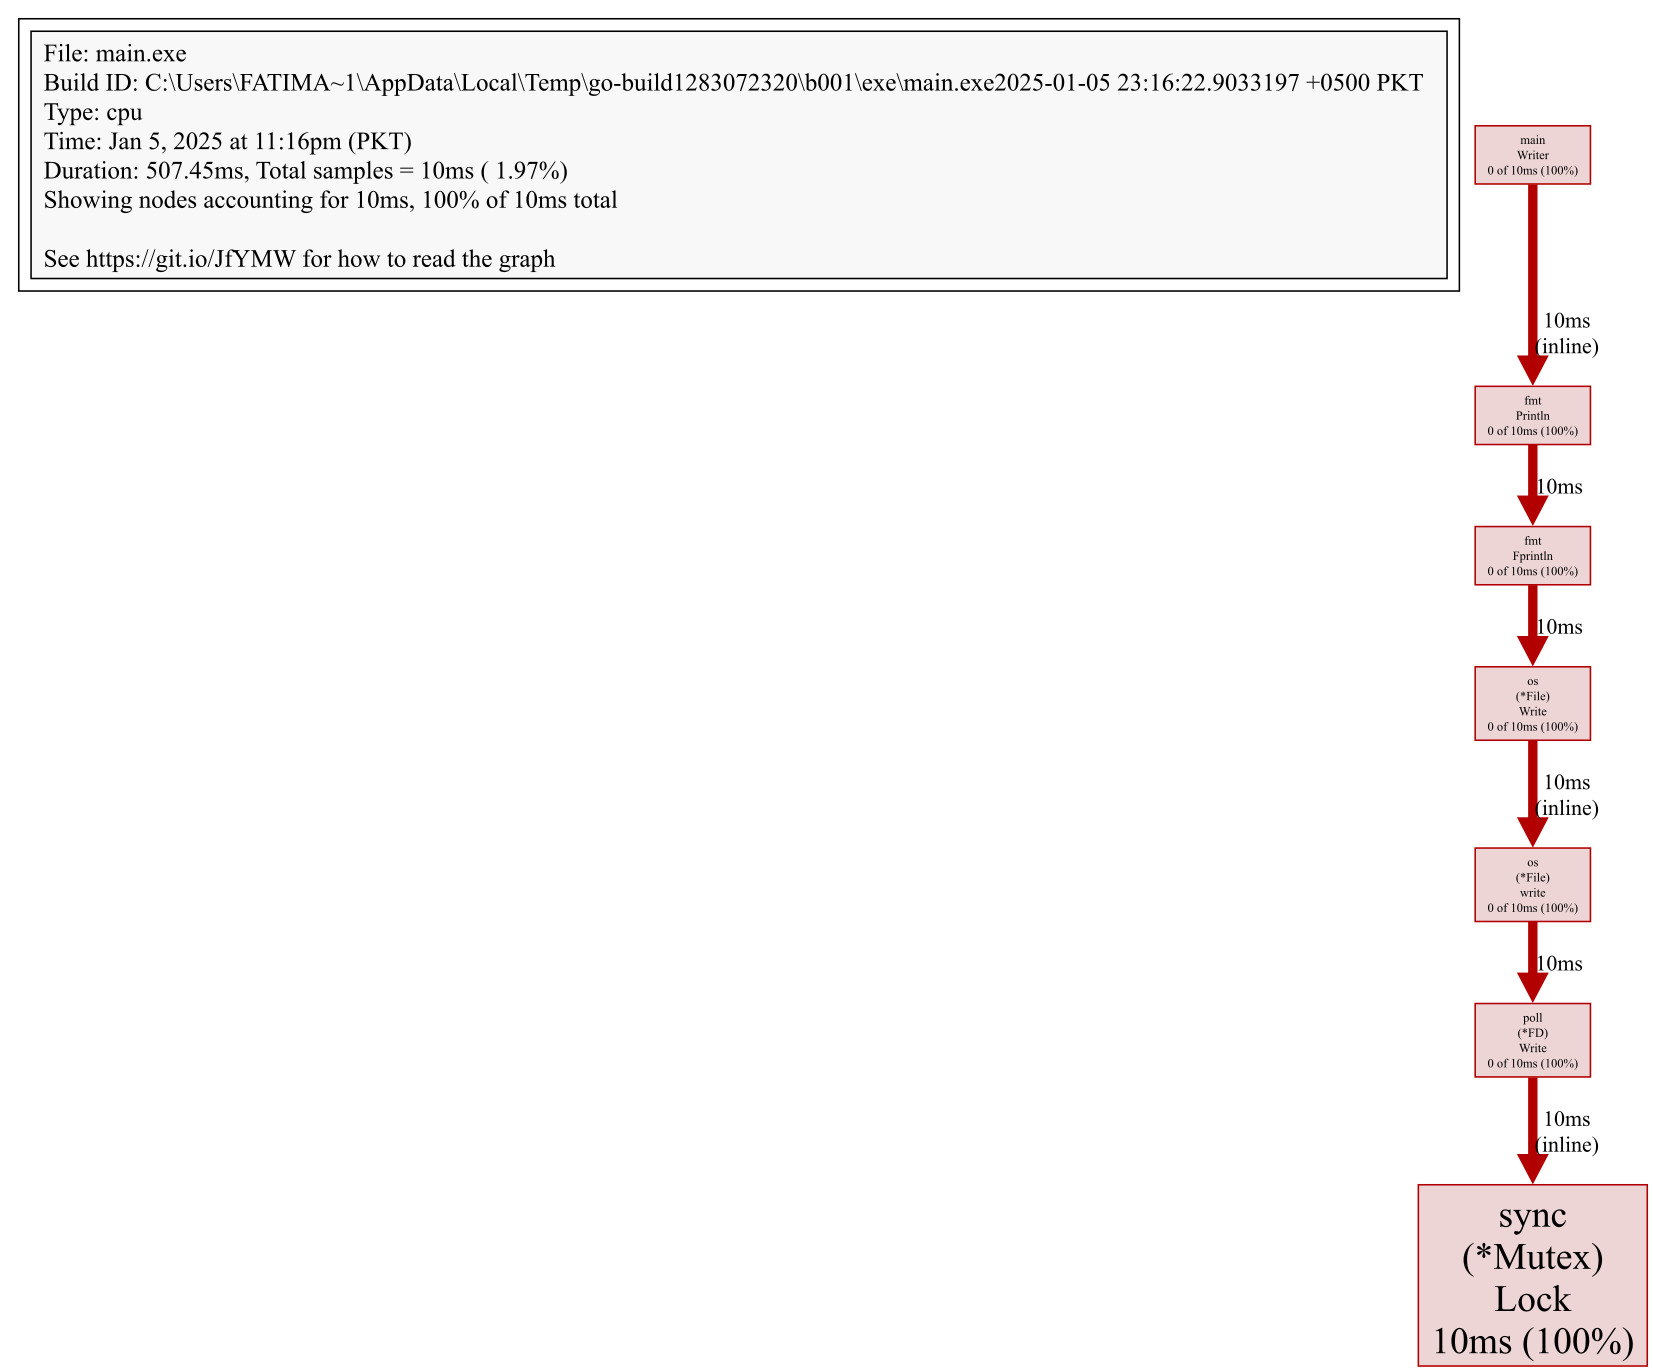 File: main.exe
Build ID: C:\Users\FATIMA~1\AppData\Local\Temp\go-build1283072320\b001\exe\main.exe2025-01-05 23:16:22.9033197 +0500 PKT
Type: cpu
Time: Jan 5, 2025 at 11:16pm (PKT)
Duration: 507.45ms, Total samples = 10ms ( 1.97%)
Showing nodes accounting for 10ms, 100% of 10ms total
See https://git.io/JfYMW for how to read the graph
main
Writer
0 of 10ms (100%)
10ms
(inline)
fmt
Println
0 of 10ms (100%)
10ms
fmt
Fprintln
0 of 10ms (100%)
10ms
os
(*File)
Write
0 of 10ms (100%)
10ms
(inline)
os
(*File)
write
0 of 10ms (100%)
10ms
poll
(*FD)
Write
0 of 10ms (100%)
10ms
(inline)
sync
(*Mutex)
Lock
10ms (100%)